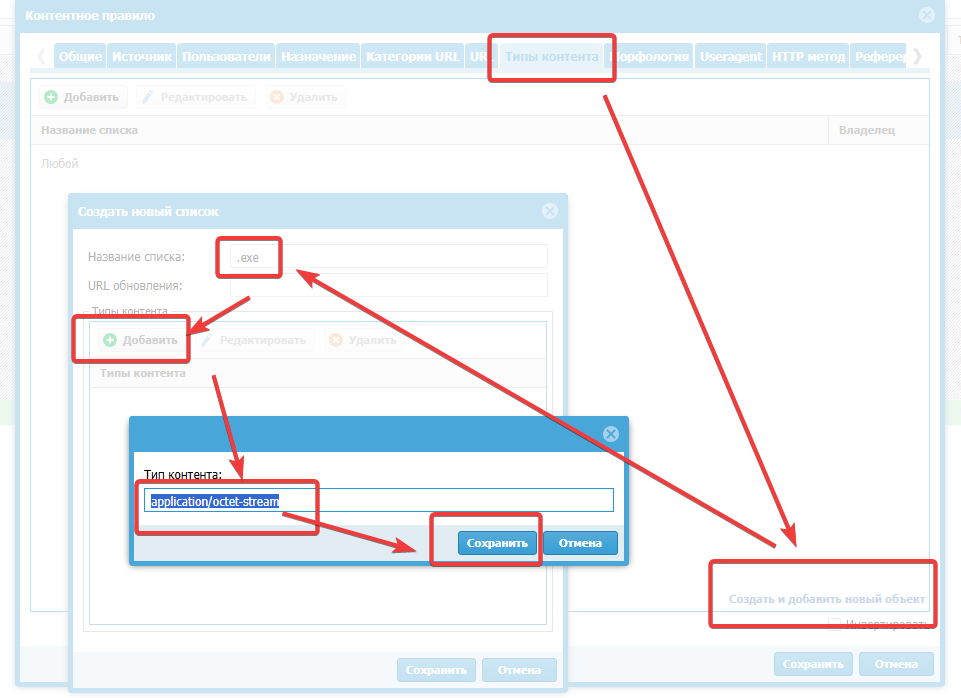 Контентное правило
Общие Источник Пользователи Назначение Категории URL UR Типы контента орфология Useragent HTTP метод Реферер
Добавить Редактировать Удалить
Название списка Владелец
Любой
Создать новый список
Название списка: .exe
URL обновления:
Типы контента
Добавить Редактировать Удалить
Типы контента
Тип контента:
application/octet-stream
Сохранить Отмена
Создать и добавить новый объект
Инвертировать
Сохранить Отмена
Сохранить Отмена